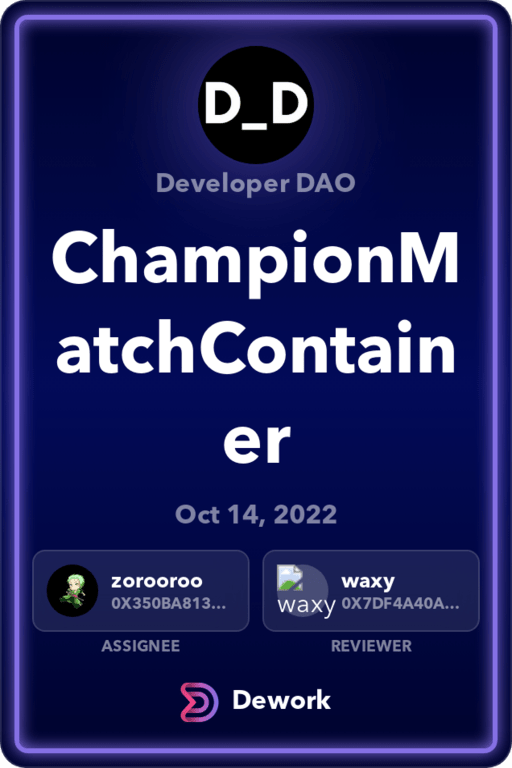 D_D
Developer DAO
ChampionM
atchContain
er
Oct 14, 2022
zorooroo
0X350BA813...
ASSIGNEE
waxy
waxy
0X7DF4A40A...
REVIEWER
Dework